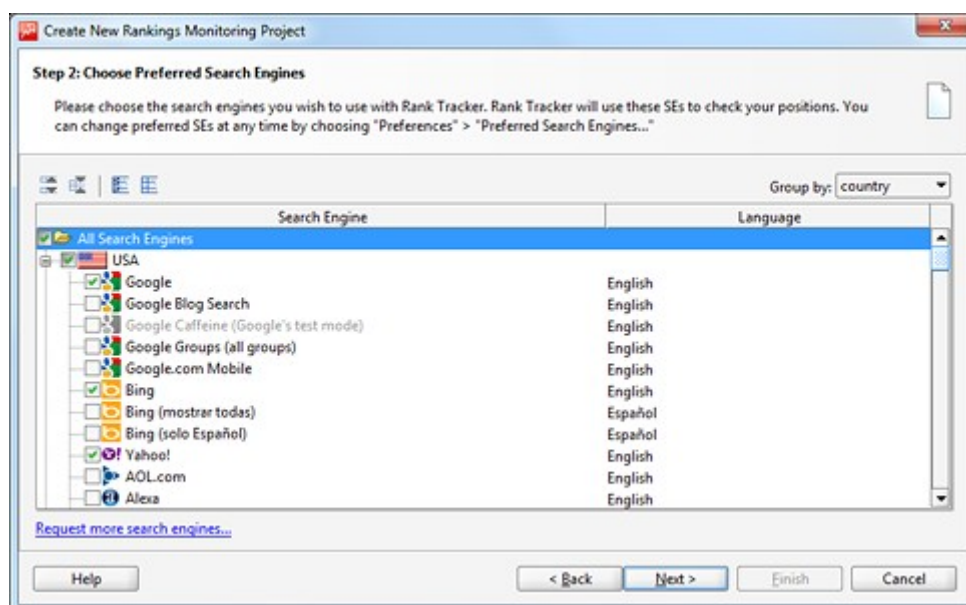 Create New Rankings Monitoring Project
Step 2: Choose Preferred Search Engines
Please choose the search engines you wish to use with Rank Tracker. Rank Tracker will use these SEs to check your positions. You
can change preferred SEs at any time by choosing "Preferences" > "Preferred Search Engines..."
Group by: country
Search Engine Language
All Search Engines
USA
Google English
Google Blog Search English
Google Caffeine (Google's test mode) English
Google Groups (all groups) English
Google.com Mobile English
Bing English
Bing (mostrar todas) Español
Bing (solo Español) Español
Yahoo! English
AOL.com English
Alexa English
Request more search engines...
Help < Back Next > Finish Cancel